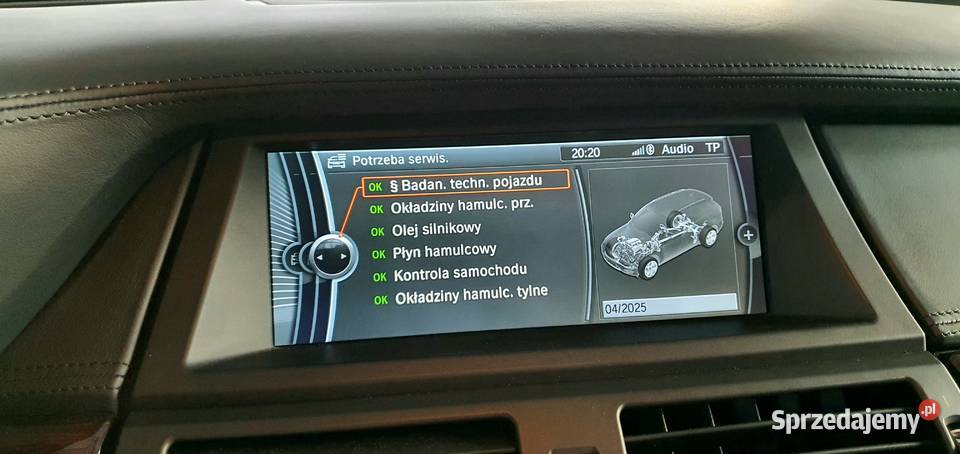 Potrzeba serwis.
20:20 Audio TP
OK § Badan. techn. pojazdu
OK Okładziny hamulc. prz.
OK Olej silnikowy
OK Płyn hamulcowy
OK Kontrola samochodu
OK Okładziny hamulc. tylne
E
+
04/2025
Sprzedajemy.pl